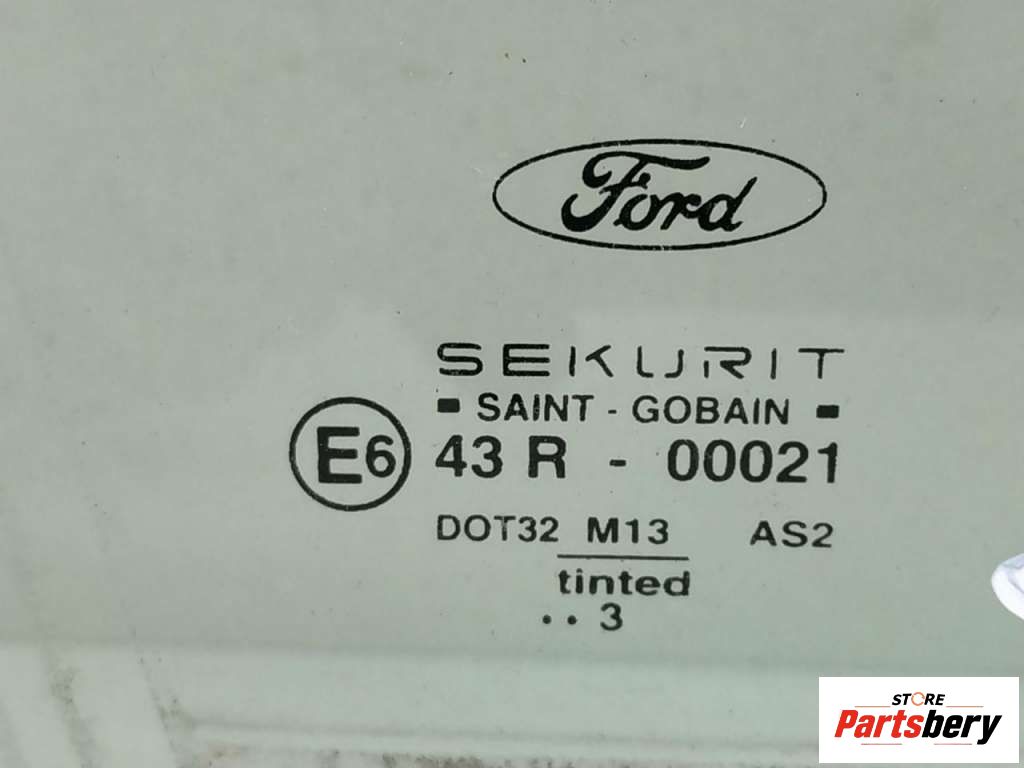 Ford
SEKURIT
- SAINT - GOBAIN -
E6 43 R - 00021
DOT32 M13 AS2
tinted
..3
STORE
Partsbery